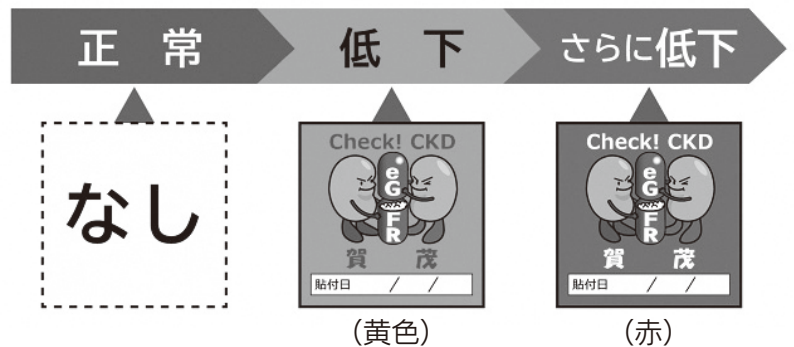 正常 低下 さらに低下
なし
Check! CKD
eGFR
賀茂
貼付日 / /
(黄色)
Check! CKD
eGFR
賀茂
貼付日 / /
(赤)